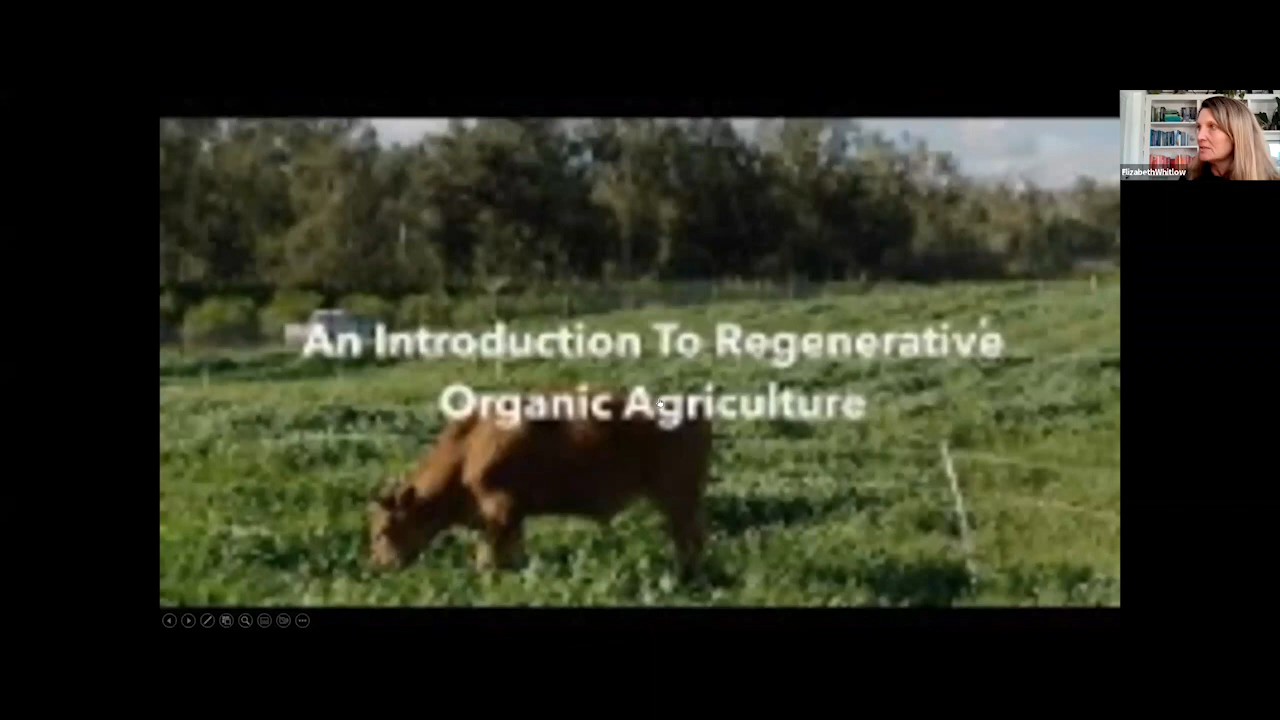 An Introduction To Regenerative
Organic Agriculture
ElizabethWhitlow